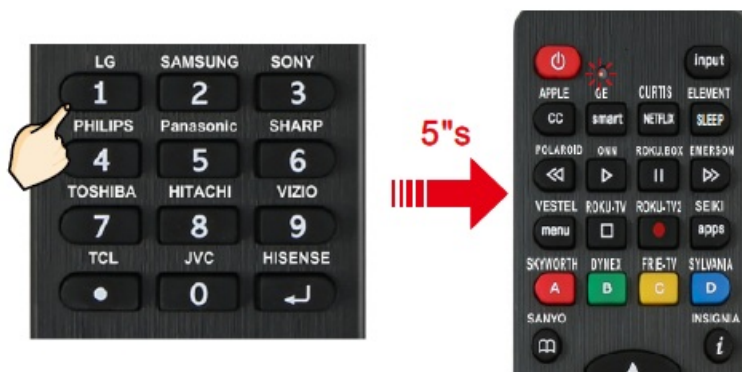 LG SAMSUNG SONY
1 2 3
PHILIPS Panasonic SHARP
4 5 6
TOSHIBA HITACHI VIZIO
7 8 9
TCL JVC HISENSE
0
5"s
input
APPLE GE CURTIS ELEMENT
CC smart NETFLIX SLEEP
POLAROID ONN ROKU.BOX EMERSON
VESTEL ROKU-TV ROKU-TV2 SEIKI
menu apps
SKYWORTH DYNEX FRIE-TV SYLVANIA
A B C D
SANYO INSIGNIA
i